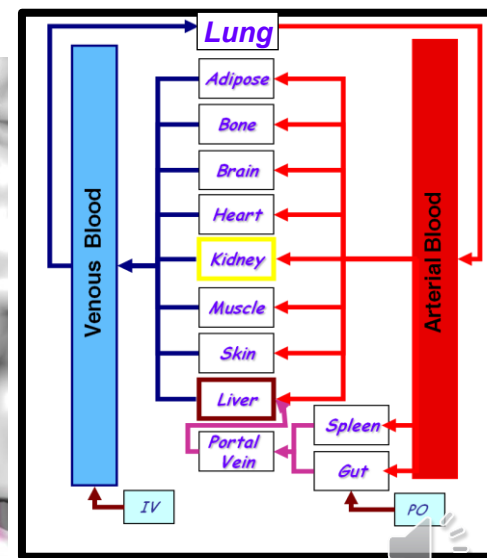 Lung
Adipose
Bone
Brain
Heart
Kidney
Muscle
Skin
Liver
Portal
Vein
Spleen
Gut
IV
PO
Venous Blood
Arterial Blood